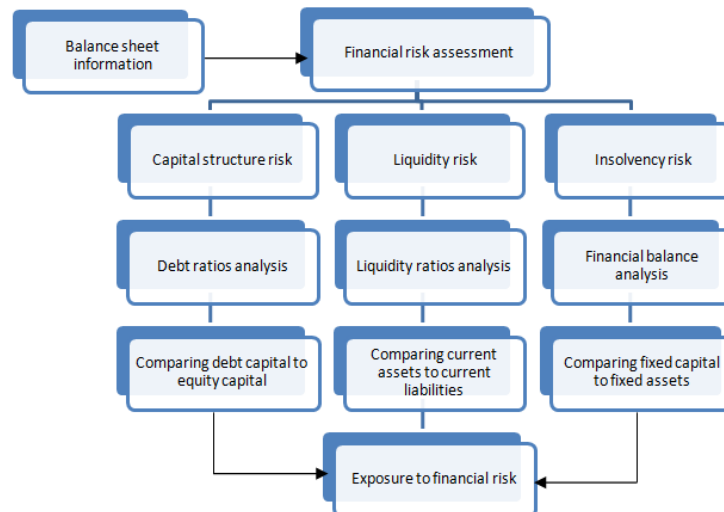 Balance sheet
information
Financial risk assessment
Capital structure risk
Liquidity risk
Insolvency risk
Debt ratios analysis
Liquidity ratios analysis
Financial balance
analysis
Comparing debt capital to
equity capital
Comparing current
assets to current
liabilities
Comparing fixed capital
to fixed assets
Exposure to financial risk